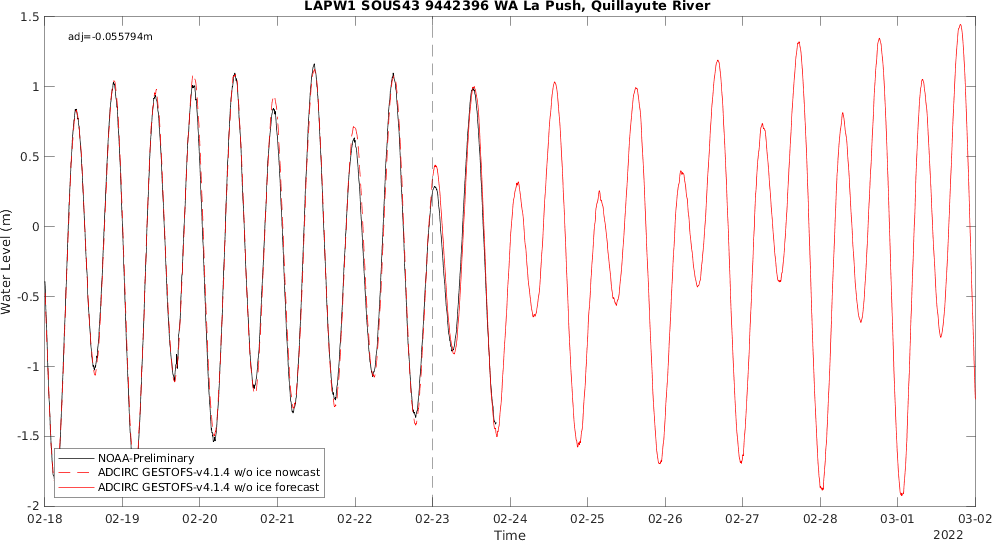 LAPW1 SOUS43 9442396 WA La Push, Quillayute River
adj=-0.055794m
1.5
1
0.5
0
-0.5
-1
-1.5
-2
Water Level (m)
NOAA-Preliminary
ADCIRC GESTOFS-v4.1.4 w/o ice nowcast
ADCIRC GESTOFS-v4.1.4 w/o ice forecast
02-18 02-19 02-20 02-21 02-22 02-23 02-24 02-25 02-26 02-27 02-28 03-01 03-02
Time
2022